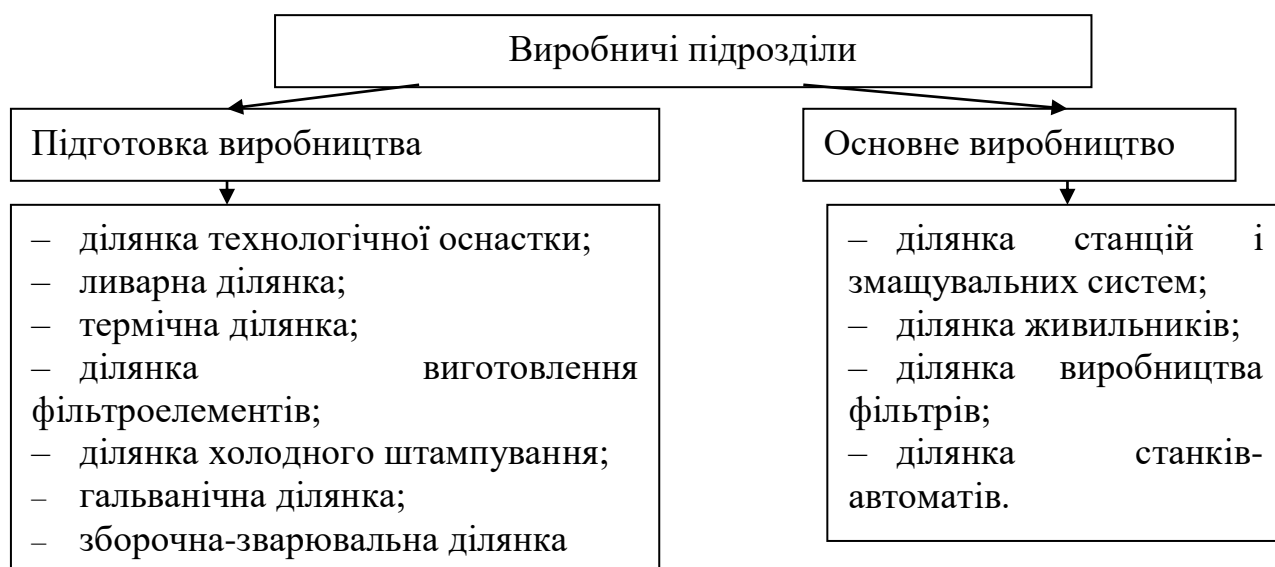 Виробничі підрозділи
Підготовка виробництва
Основне виробництво
– ділянка технологічної оснастки;
– ливарна ділянка;
– термічна ділянка;
– ділянка виготовлення
фільтроелементів;
– ділянка холодного штампування;
– гальванічна ділянка;
– зборочна-зварювальна ділянка
– ділянка станцій і
змащувальних систем;
– ділянка живильників;
– ділянка виробництва
фільтрів;
– ділянка станків-
автоматів.